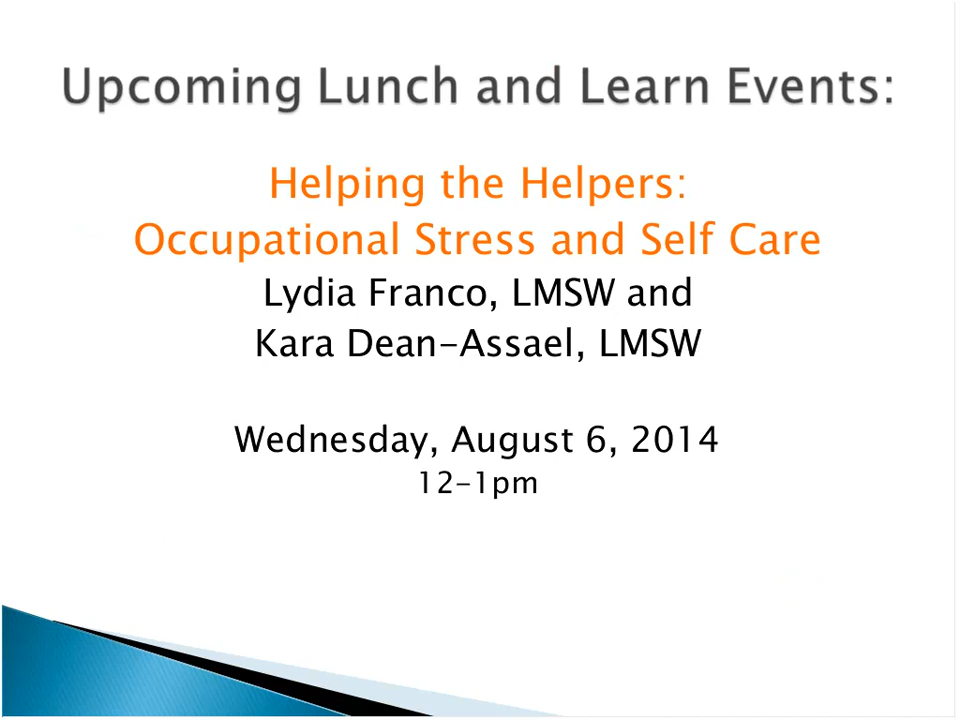 Upcoming Lunch and Learn Events:
Helping the Helpers:
Occupational Stress and Self Care
Lydia Franco, LMSW and
Kara Dean-Assael, LMSW
Wednesday, August 6, 2014
12-1pm